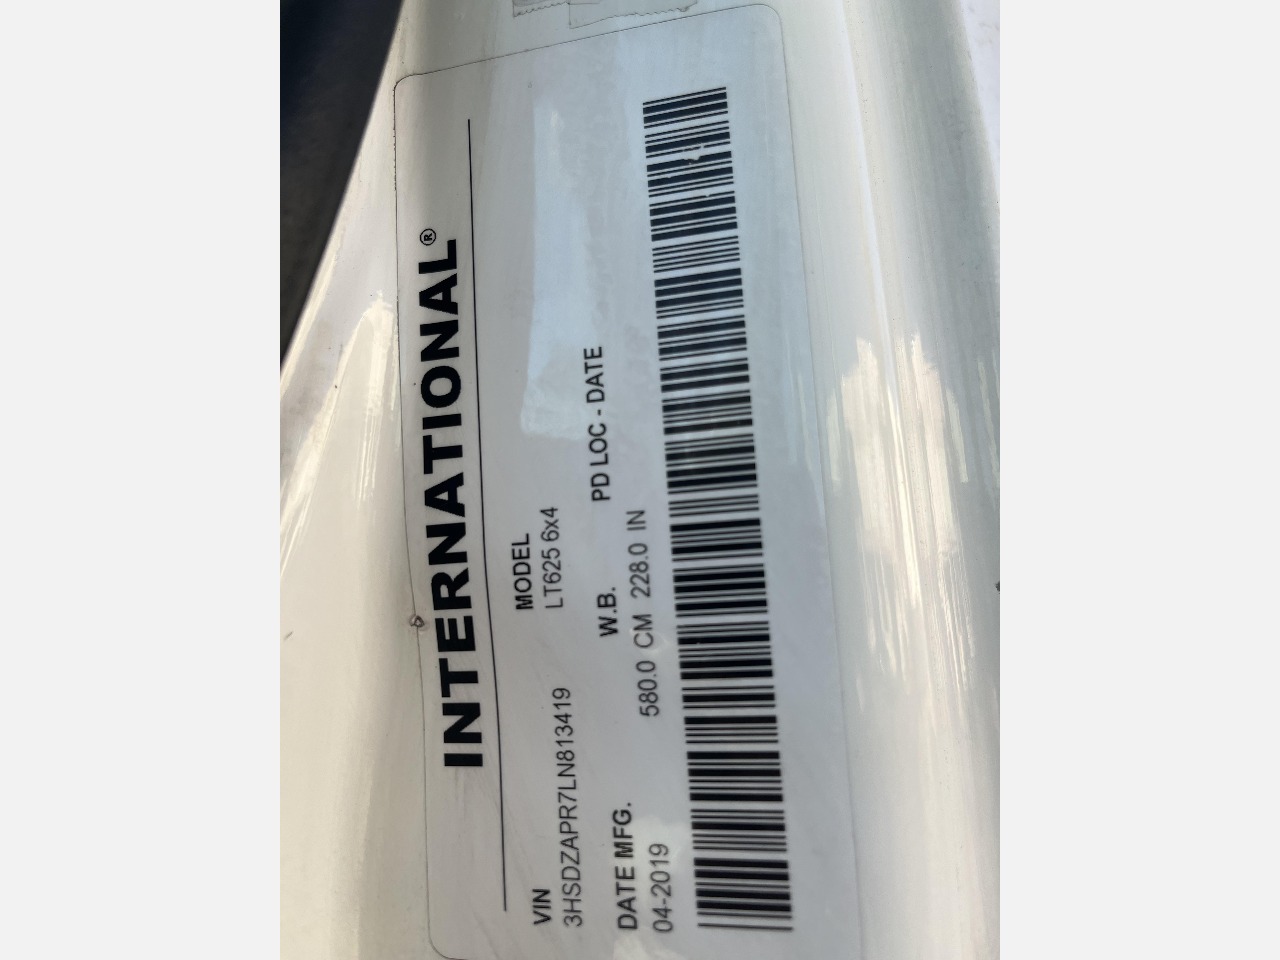 INTERNATIONAL®
VIN MODEL
3HSDZAPR7LN813419 LT625 6x4
DATE MFG. W.B. PD LOC - DATE
04-2019 580.0 CM 228.0 IN